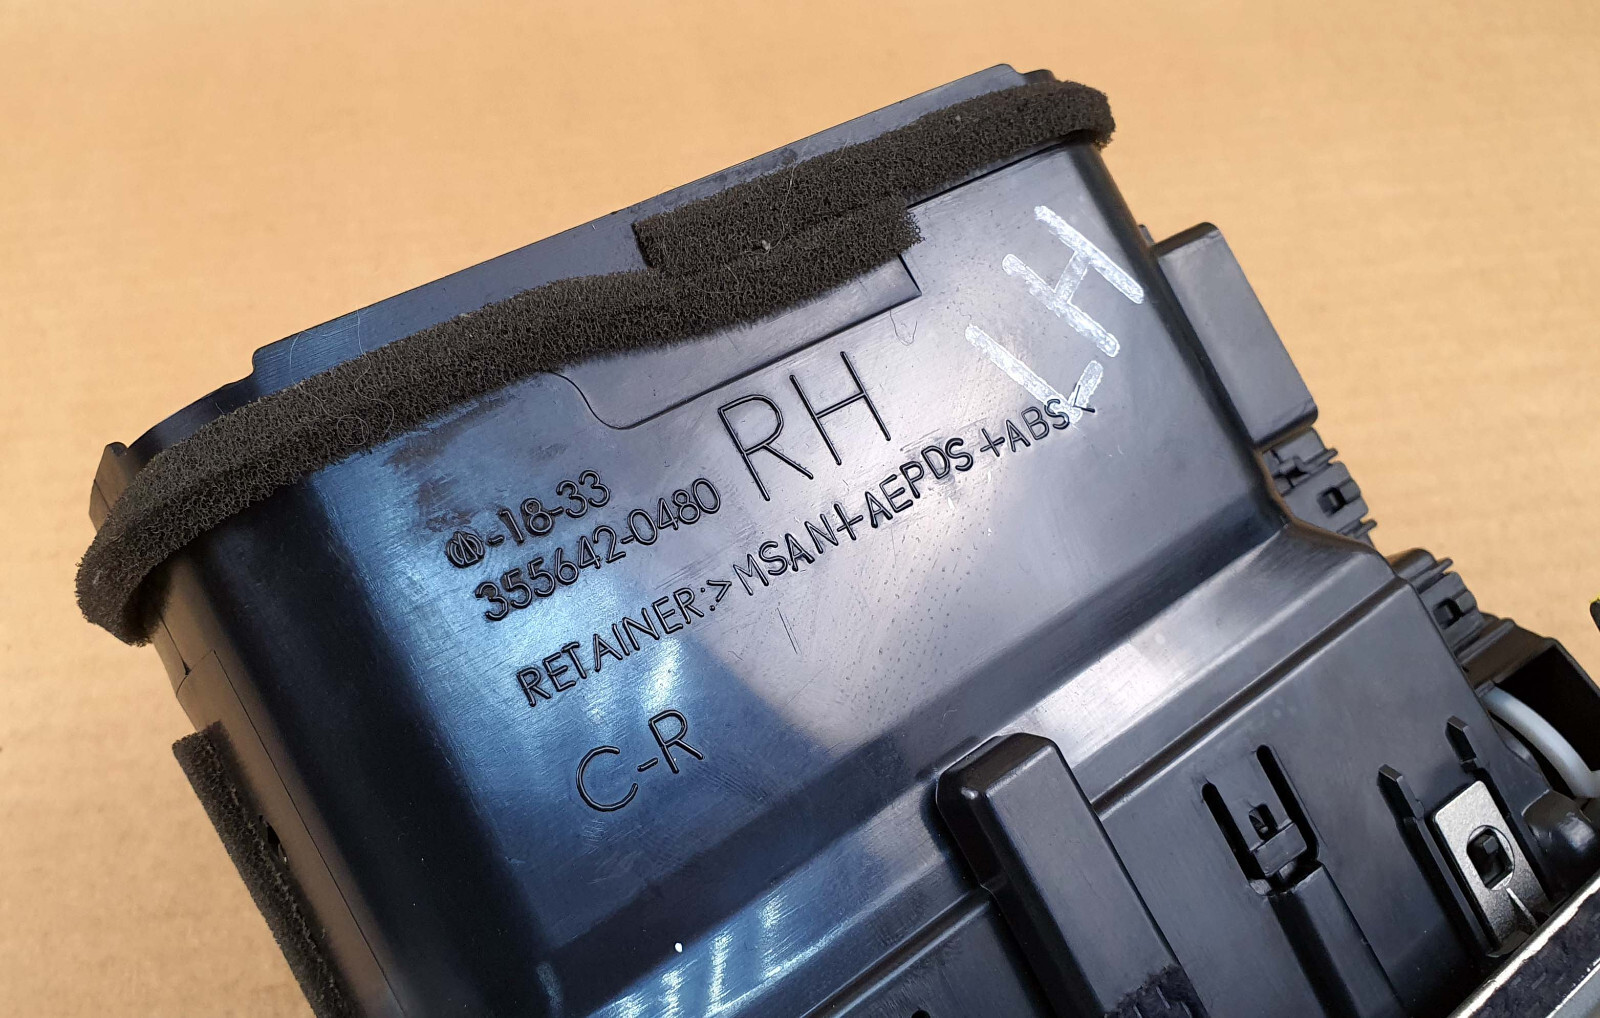 LH
RH
-18-33
355642-0480
RETAINER:>MSAN+AEPDS+ABS<
C-R